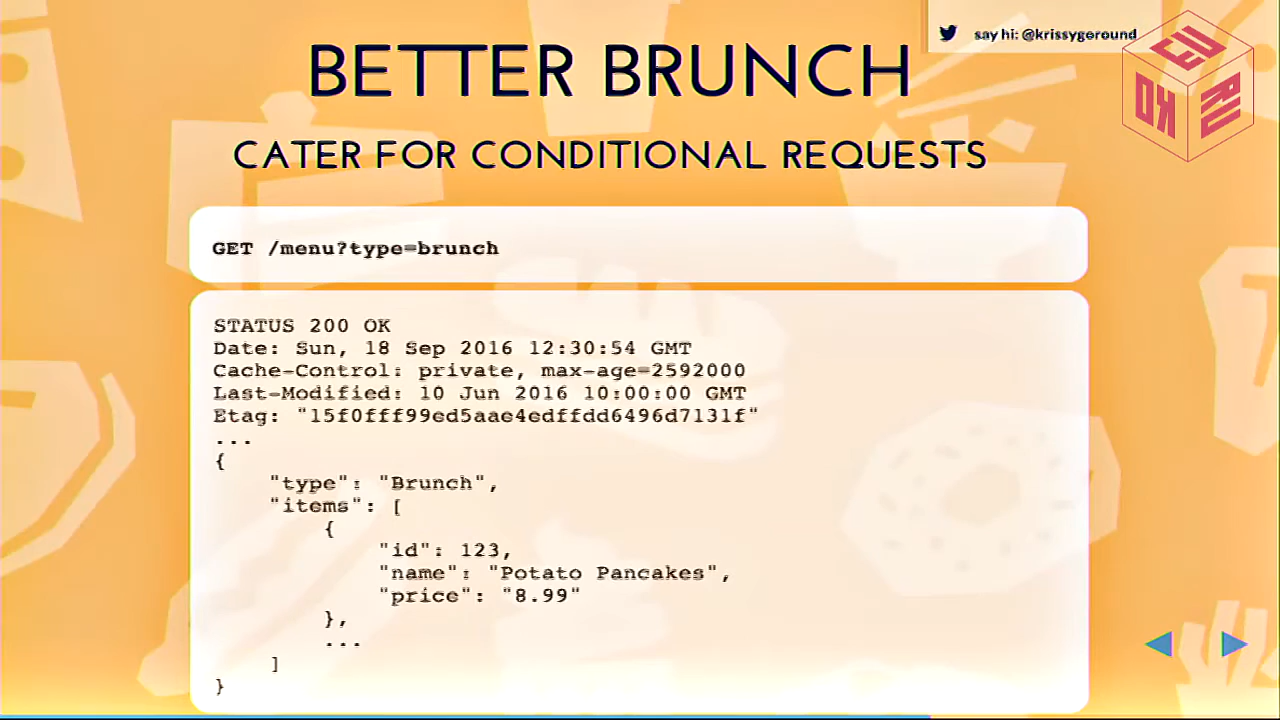 say hi: @krissygoround
BETTER BRUNCH
CATER FOR CONDITIONAL REQUESTS
GET /menu?type=brunch
STATUS 200 OK
Date: Sun, 18 Sep 2016 12:30:54 GMT
Cache-Control: private, max-age=2592000
Last-Modified: 10 Jun 2016 10:00:00 GMT
Etag: "15f0fff99ed5aae4edffdd6496d7131f"
...
{
"type": "Brunch",
"items": [
{
"id": 123,
"name": "Potato Pancakes",
"price": "8.99"
},
...
]
}